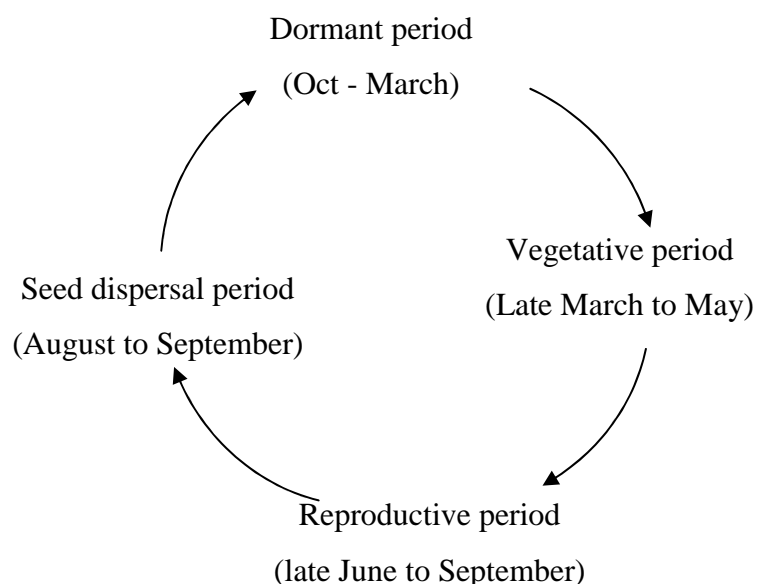 Dormant period
(Oct - March)
Vegetative period
(Late March to May)
Seed dispersal period
(August to September)
Reproductive period
(late June to September)